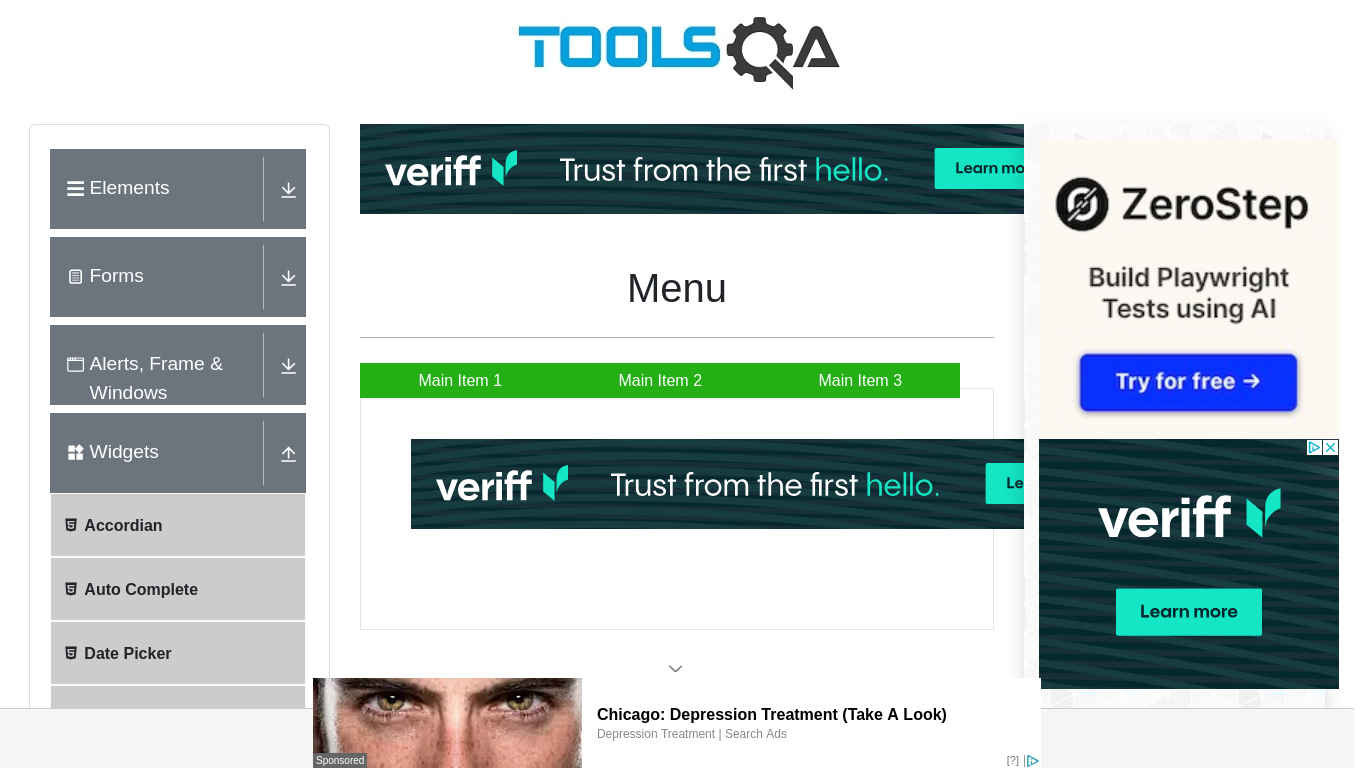 TOOLSQA
Elements
Forms
Alerts, Frame &
Windows
Widgets
Accordian
Auto Complete
Date Picker
veriff
Trust from the first hello.
Learn mo
Menu
Main Item 1
Main Item 2
Main Item 3
veriff
Trust from the first hello.
Le
ZeroStep
Build Playwright
Tests using AI
Try for free →
veriff
Learn more
Sponsored
Chicago: Depression Treatment (Take A Look)
Depression Treatment | Search Ads
[?] |